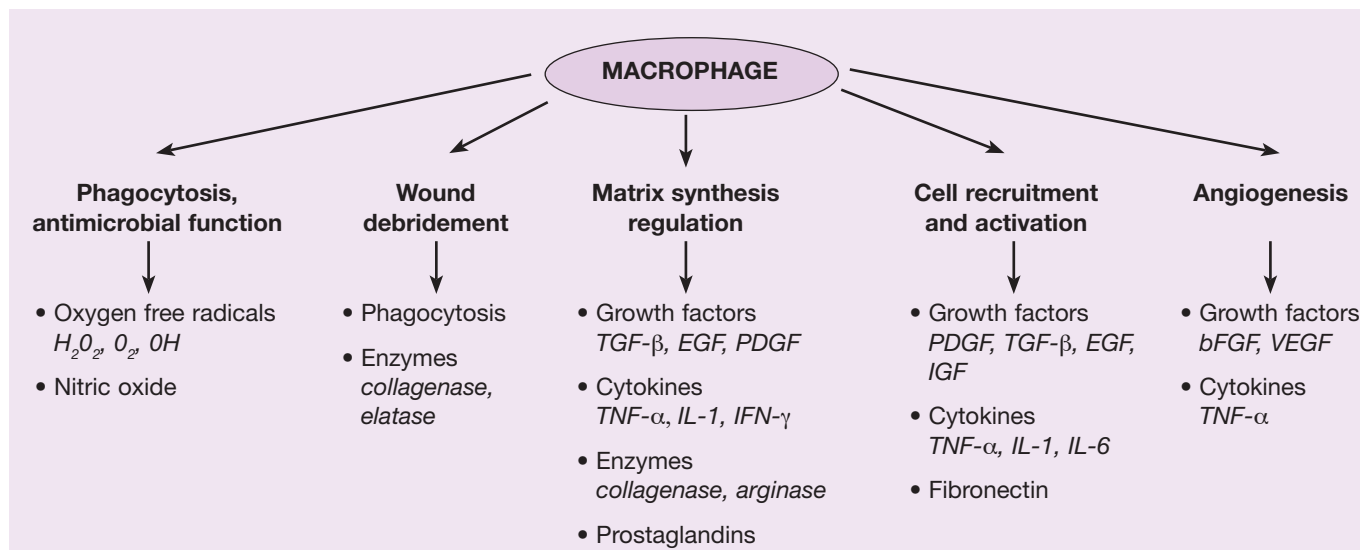 MACROPHAGE
Phagocytosis,
antimicrobial function
• Oxygen free radicals
H₂0₂, 0₂, 0H
• Nitric oxide
Wound
debridement
• Phagocytosis
• Enzymes
collagenase,
elatase
Matrix synthesis
regulation
• Growth factors
TGF-β, EGF, PDGF
• Cytokines
TNF-α, IL-1, IFN-γ
• Enzymes
collagenase, arginase
• Prostaglandins
Cell recruitment
and activation
• Growth factors
PDGF, TGF-β, EGF,
IGF
• Cytokines
TNF-α, IL-1, IL-6
• Fibronectin
Angiogenesis
• Growth factors
bFGF, VEGF
• Cytokines
TNF-α